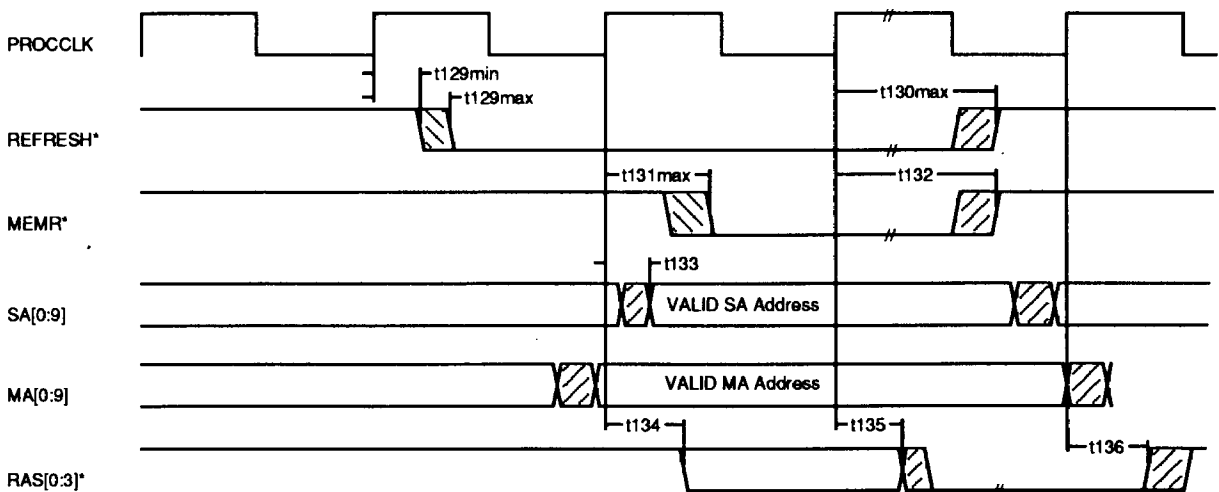 PROCCLK
t129min
t129max
t130max
REFRESH*
t131max
t132
MEMR*
t133
SA[0:9]
VALID SA Address
MA[0:9]
VALID MA Address
t134
t135
t136
RAS[0:3]*